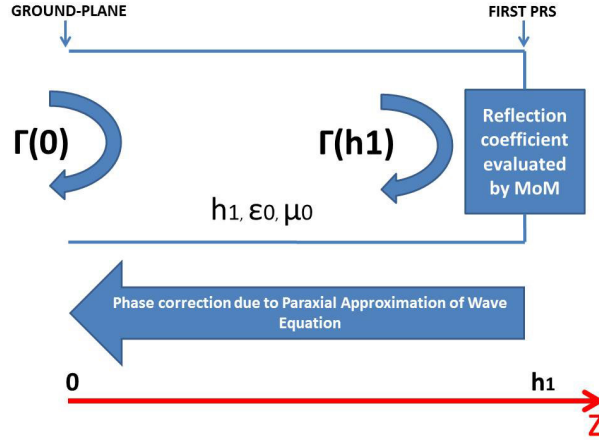 GROUND-PLANE
FIRST PRS
Γ(0)
Γ(h1)
Reflection
coefficient
evaluated
by MoM
h₁, ε0, μ0
Phase correction due to Paraxial Approximation of Wave
Equation
0
h₁
Z